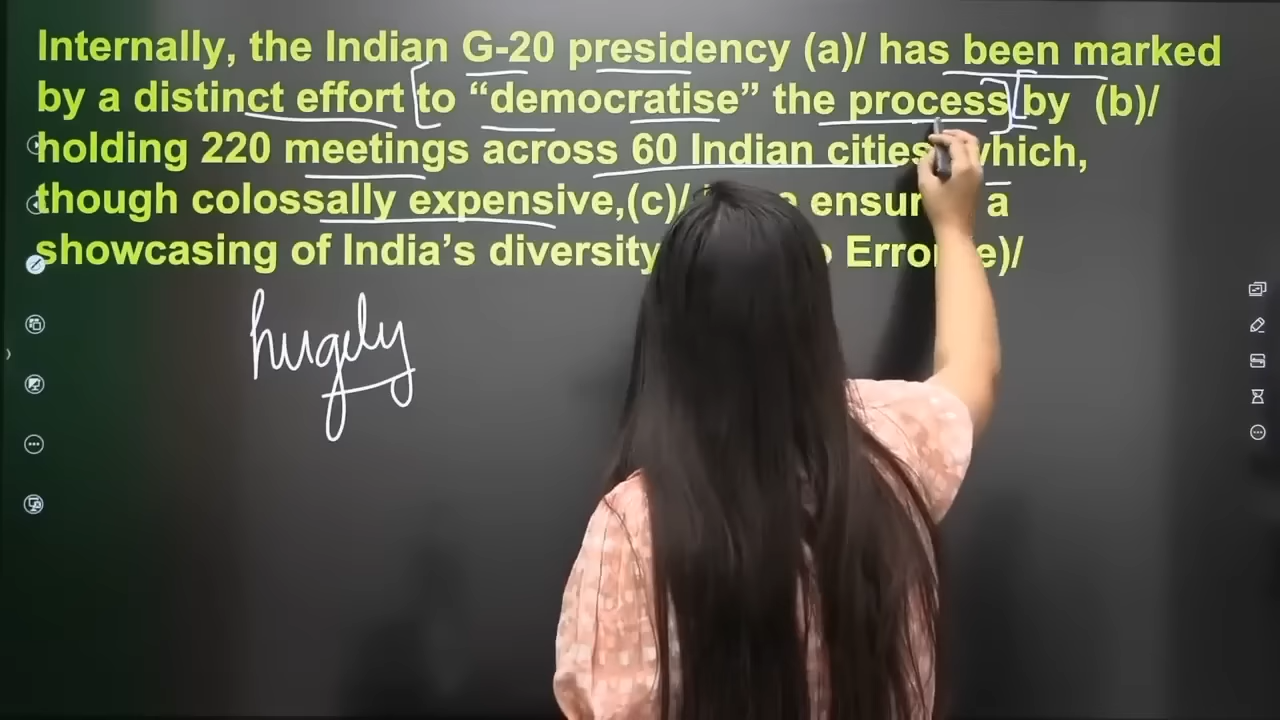 Internally, the Indian G-20 presidency (a)/ has been marked
by a distinct effort to “democratise” the process by (b)/
holding 220 meetings across 60 Indian cities which,
though colossally expensive,(c)/ a
showcasing of India’s diversity
hugely